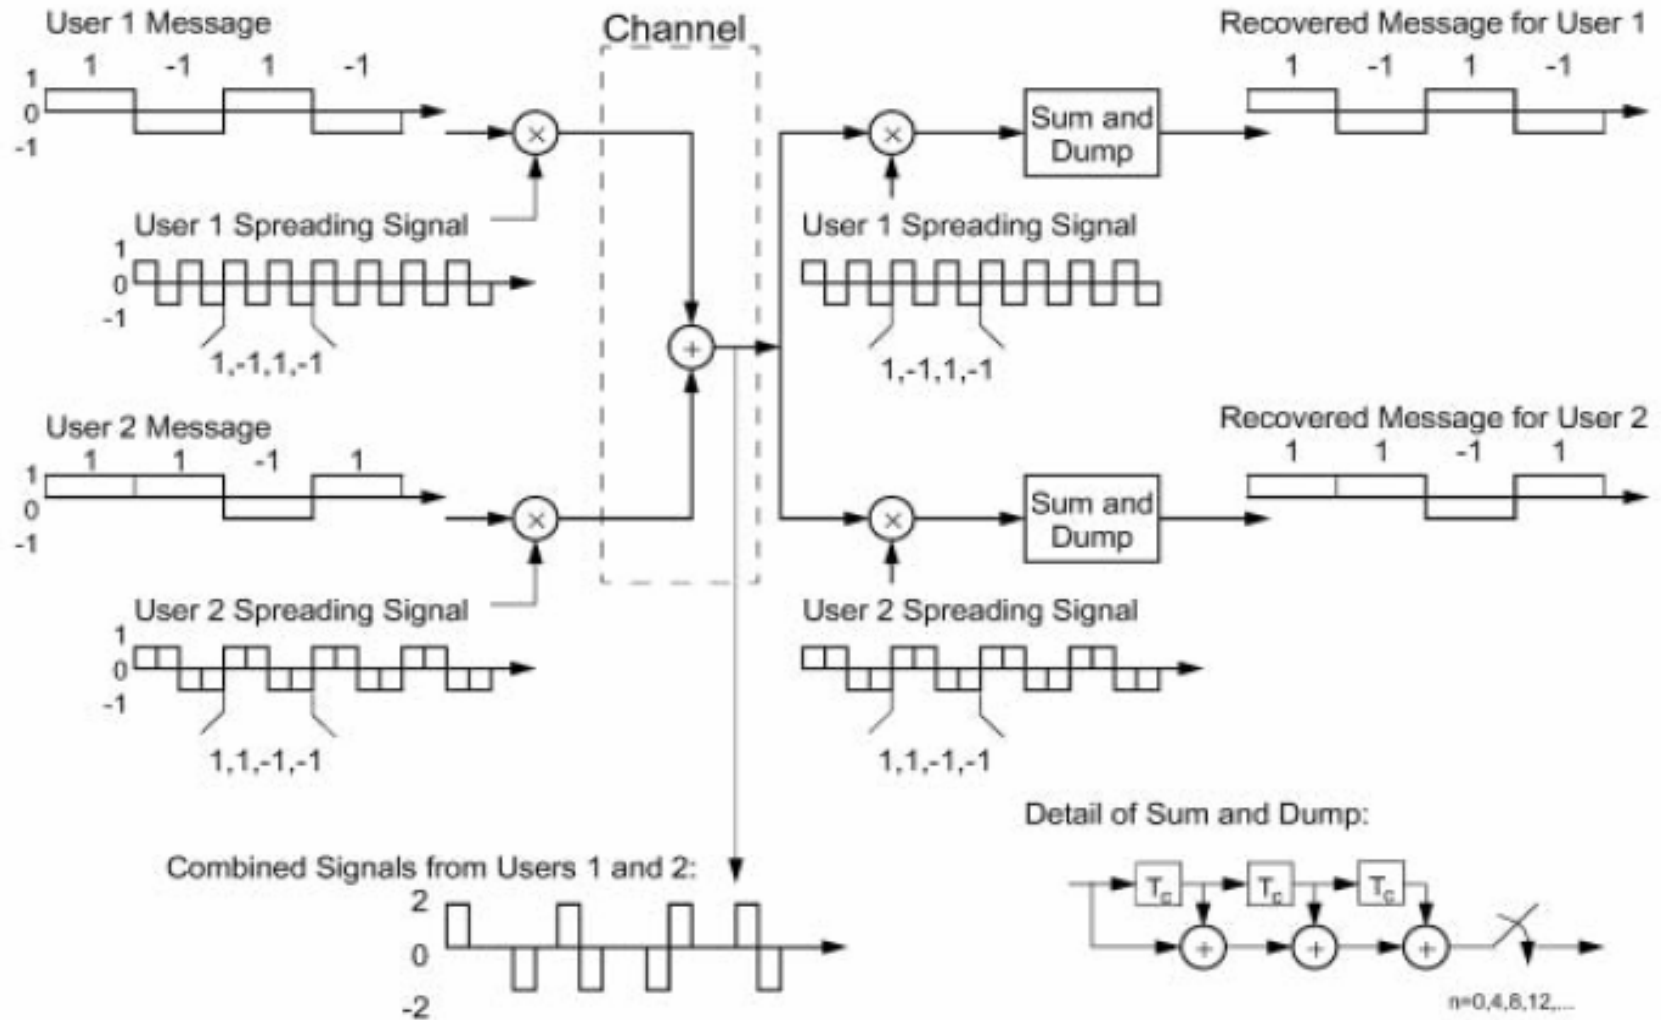 User 1 Message
1 -1 1 -1
1
0
-1
×
User 1 Spreading Signal
1
0
-1
1,-1,1,-1
User 2 Message
1 1 -1 1
1
0
-1
×
User 2 Spreading Signal
1
0
-1
1,1,-1,-1
Channel
+
Combined Signals from Users 1 and 2:
2
0
-2
Recovered Message for User 1
1 -1 1 -1
×
Sum and
Dump
User 1 Spreading Signal
1,-1,1,-1
Recovered Message for User 2
1 1 -1 1
×
Sum and
Dump
User 2 Spreading Signal
1,1,-1,-1
Detail of Sum and Dump:
Tc Tc Tc
+ + +
n=0,4,8,12,...